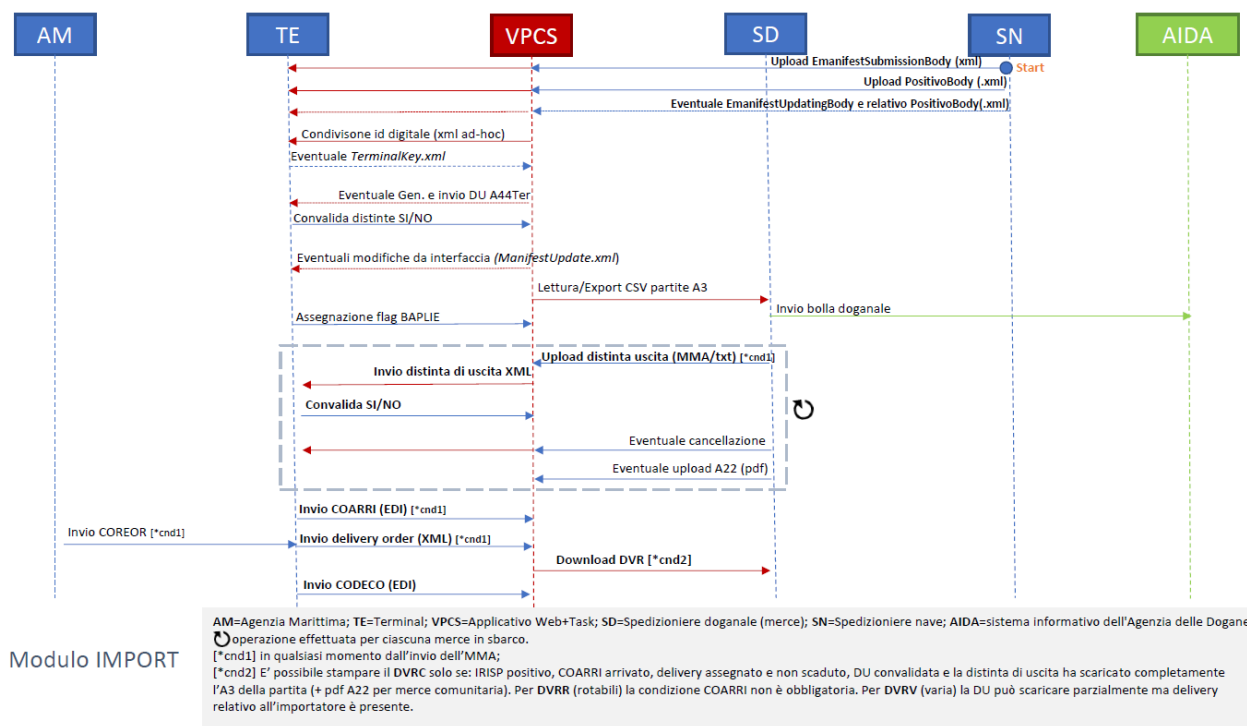 AM TE VPCS SD SN AIDA
Upload EmanifestSubmissionBody (xml)
Start
Upload PositivoBody (.xml)
Eventuale EmanifestUpdatingBody e relativo PositivoBody(.xml)
Condivisone id digitale (xml ad-hoc)
Eventuale TerminalKey.xml
Eventuale Gen. e invio DU A44Ter
Convalida distinte SI/NO
Eventuali modifiche da interfaccia (ManifestUpdate.xml)
Lettura/Export CSV partite A3
Invio bolla doganale
Assegnazione flag BAPLIE
Upload distinta uscita (MMA/txt) [*cnd1]
Invio distinta di uscita XML
Convalida SI/NO
Eventuale cancellazione
Eventuale upload A22 (pdf)
Invio COARRI (EDI) [*cnd1]
Invio COREOR [*cnd1]
Invio delivery order (XML) [*cnd1]
Download DVR [*cnd2]
Invio CODECO (EDI)
Modulo IMPORT
AM=Agenzia Marittima; TE=Terminal; VPCS=Applicativo Web+Task; SD=Spedizioniere doganale (merce); SN=Spedizioniere nave; AIDA=sistema informativo dell'Agenzia delle Dogane
operazione effettuata per ciascuna merce in sbarco.
[*cnd1] in qualsiasi momento dall'invio dell'MMA;
[*cnd2] E' possibile stampare il DVRC solo se: IRISP positivo, COARRI arrivato, delivery assegnato e non scaduto, DU convalidata e la distinta di uscita ha scaricato completamente
l'A3 della partita (+ pdf A22 per merce comunitaria). Per DVRR (rotabili) la condizione COARRI non è obbligatoria. Per DVRV (varia) la DU può scaricare parzialmente ma delivery
relativo all'importatore è presente.